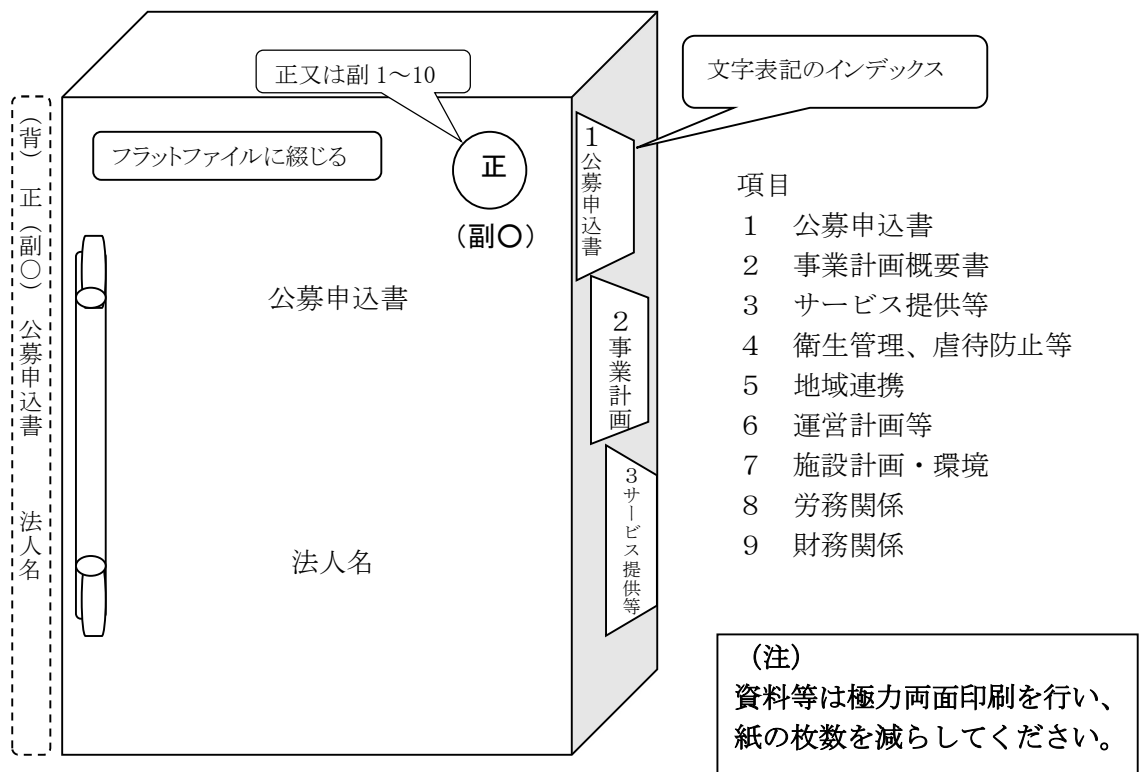 正又は副 1～10
文字表記のインデックス
フラットファイルに綴じる
正
（副〇）
（背）　正（副〇）　公募申込書　法人名
公募申込書
法人名
1公募申込書
２事業計画
3サービス提供等
項目
１　公募申込書
２　事業計画概要書
３　サービス提供等
４　衛生管理、虐待防止等
５　地域連携
６　運営計画等
７　施設計画・環境
８　労務関係
９　財務関係
（注）
資料等は極力両面印刷を行い、
紙の枚数を減らしてください。